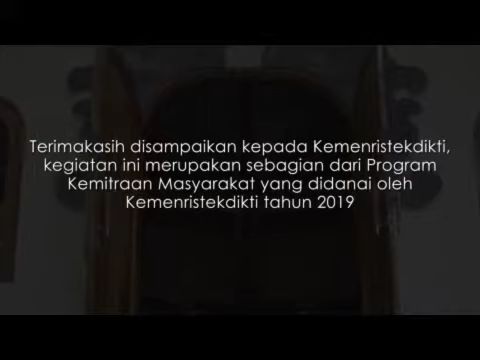 Terimakasih disampaikan kepada Kemenristekdikti,
kegiatan ini merupakan sebagian dari Program
Kemitraan Masyarakat yang didanai oleh
Kemenristekdikti tahun 2019